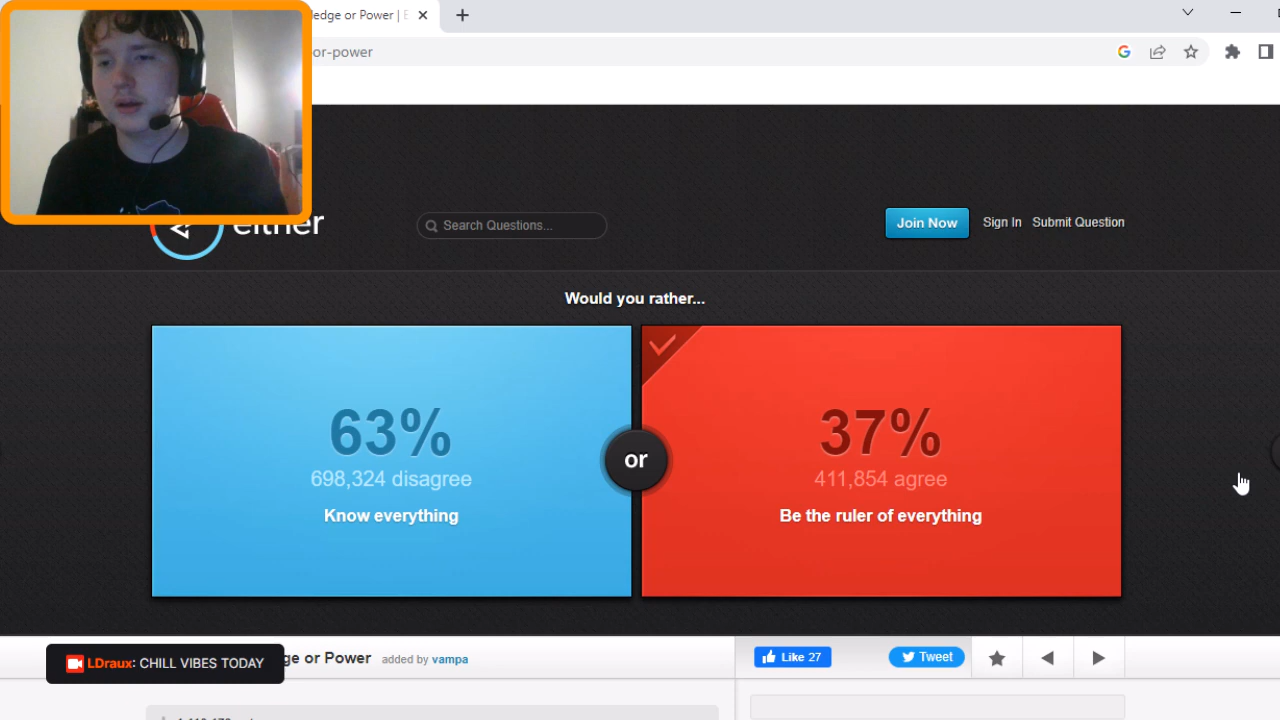 ledge or Power | E
or-power
either
Search Questions...
Join Now
Sign In
Submit Question
Would you rather...
63%
698,324 disagree
Know everything
or
37%
411,854 agree
Be the ruler of everything
LDraux: CHILL VIBES TODAY
ge or Power added by vampa
Like 27
Tweet